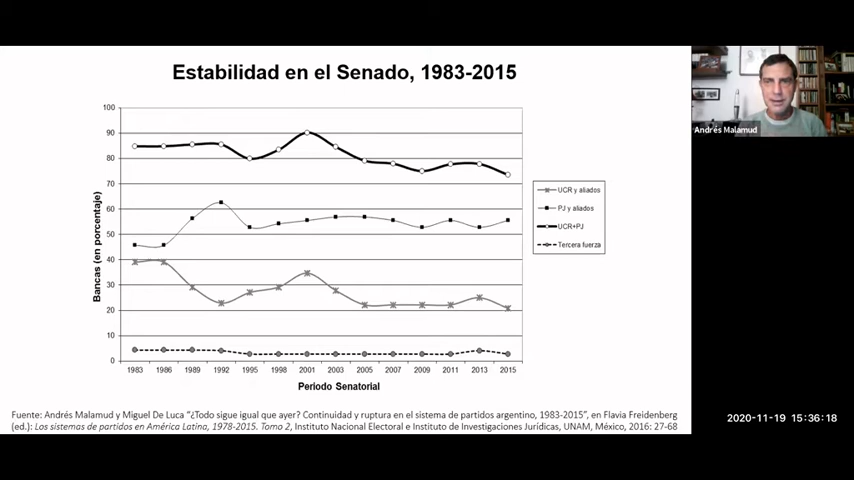 Estabilidad en el Senado, 1983-2015
100
90
80
70
60
50
40
30
20
10
0
Bancas (en porcentaje)
1983 1986 1989 1992 1995 1998 2001 2003 2005 2007 2009 2011 2013 2015
Periodo Senatorial
UCR y aliados
PJ y aliados
UCR+PJ
Tercera fuerza
Fuente: Andrés Malamud y Miguel De Luca "¿Todo sigue igual que ayer? Continuidad y ruptura en el sistema de partidos argentino, 1983-2015", en Flavia Freidenberg
(ed.): Los sistemas de partidos en América Latina, 1978-2015. Tomo 2, Instituto Nacional Electoral e Instituto de Investigaciones Jurídicas, UNAM, México, 2016: 27-68
Andrés Malamud
2020-11-19 15:36:18